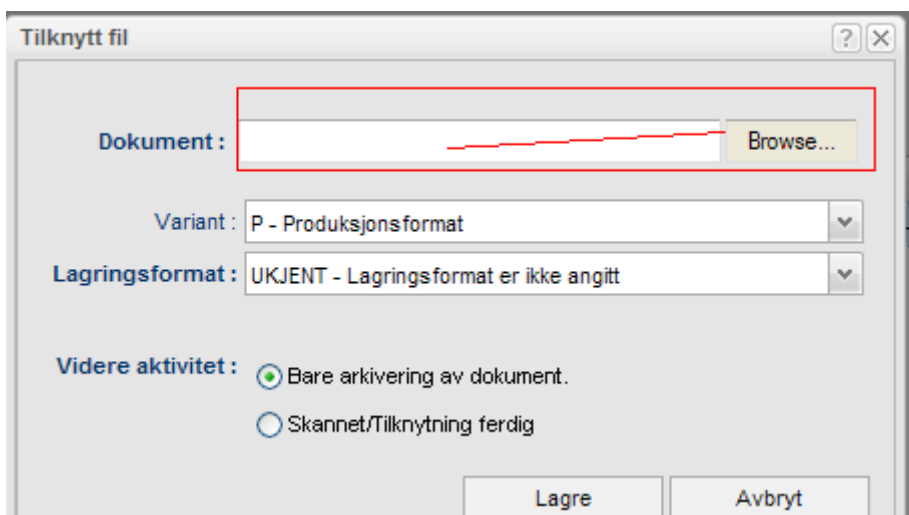 Tilknytt fil
Dokument :
Browse...
Variant : P - Produksjonsformat
Lagringsformat : UKJENT - Lagringsformat er ikke angitt
Videre aktivitet : Bare arkivering av dokument.
Skannet/Tilknytning ferdig
Lagre Avbryt